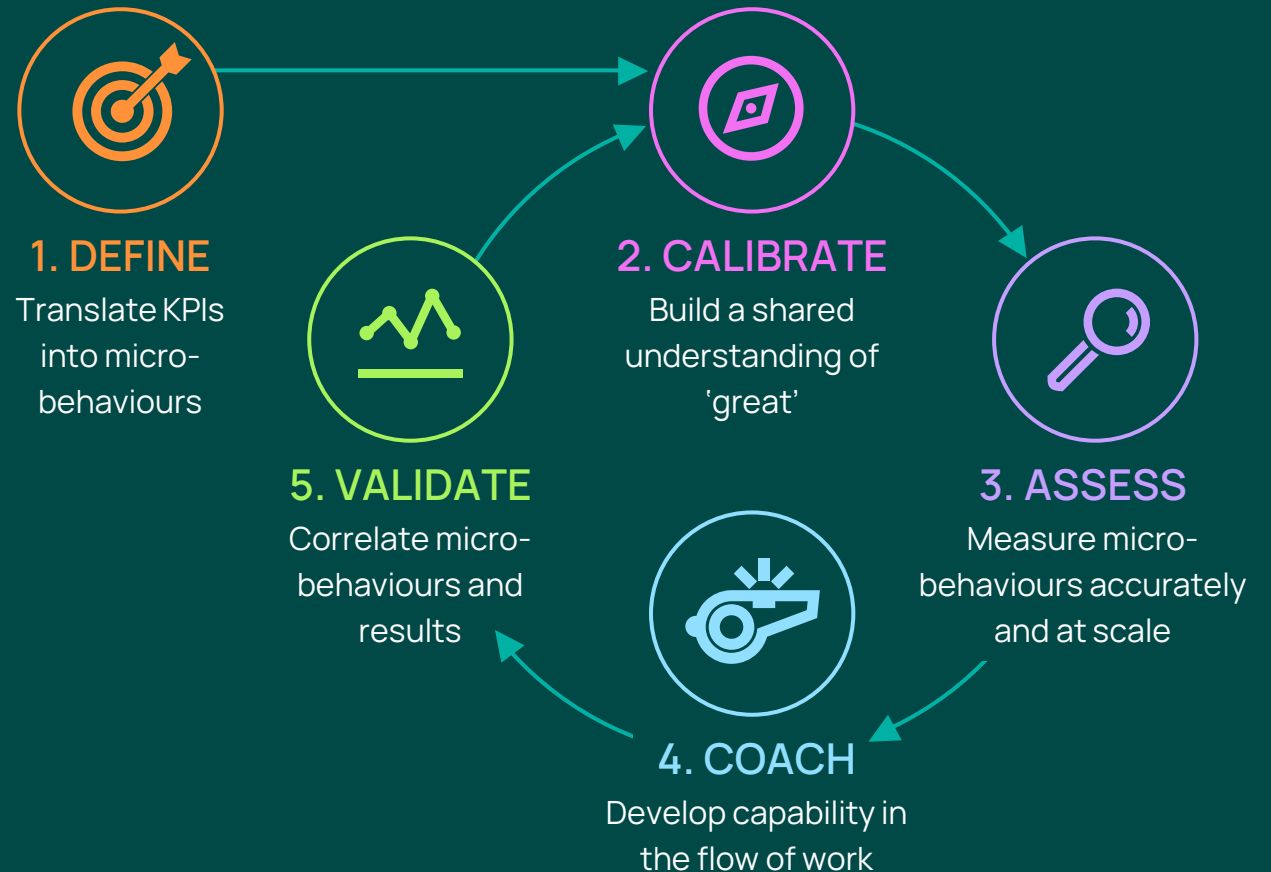 1. DEFINE
Translate KPIs
into micro-
behaviours
2. CALIBRATE
Build a shared
understanding of
‘great’
3. ASSESS
Measure micro-
behaviours accurately
and at scale
4. COACH
Develop capability in
the flow of work
5. VALIDATE
Correlate micro-
behaviours and
results